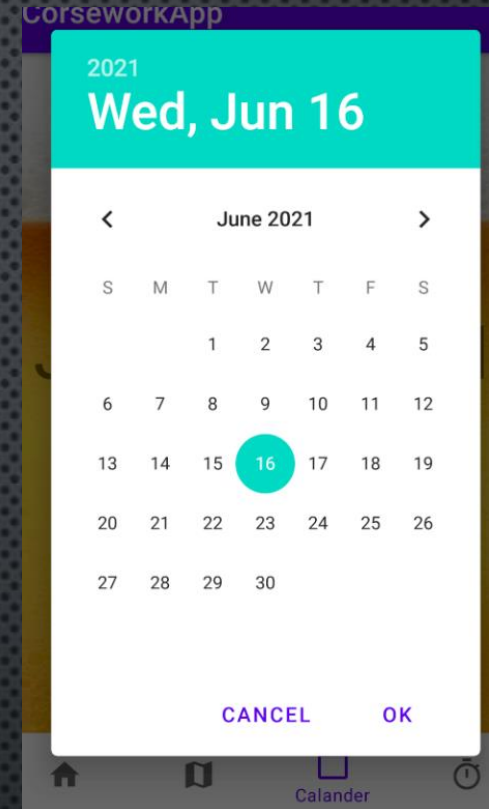 CorseworkApp
2021
Wed, Jun 16
June 2021
S M T W T F S
1 2 3 4 5
6 7 8 9 10 11 12
13 14 15 16 17 18 19
20 21 22 23 24 25 26
27 28 29 30
CANCEL OK
Calander